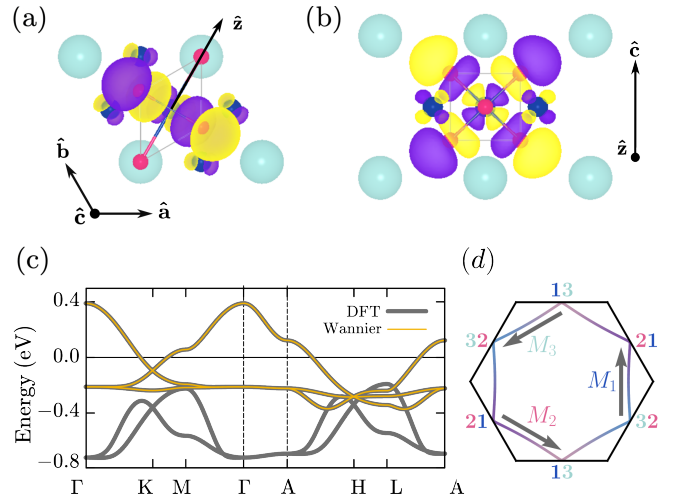 (a)
ẑ
b̂
ĉ
â
(b)
ĉ
ẑ
(c)
Energy (eV)
0.4
0.0
−0.4
−0.8
DFT
Wannier
Γ K M Γ A H L A
(d)
13
32 21
M₃
M₁
M₂
21 32
13